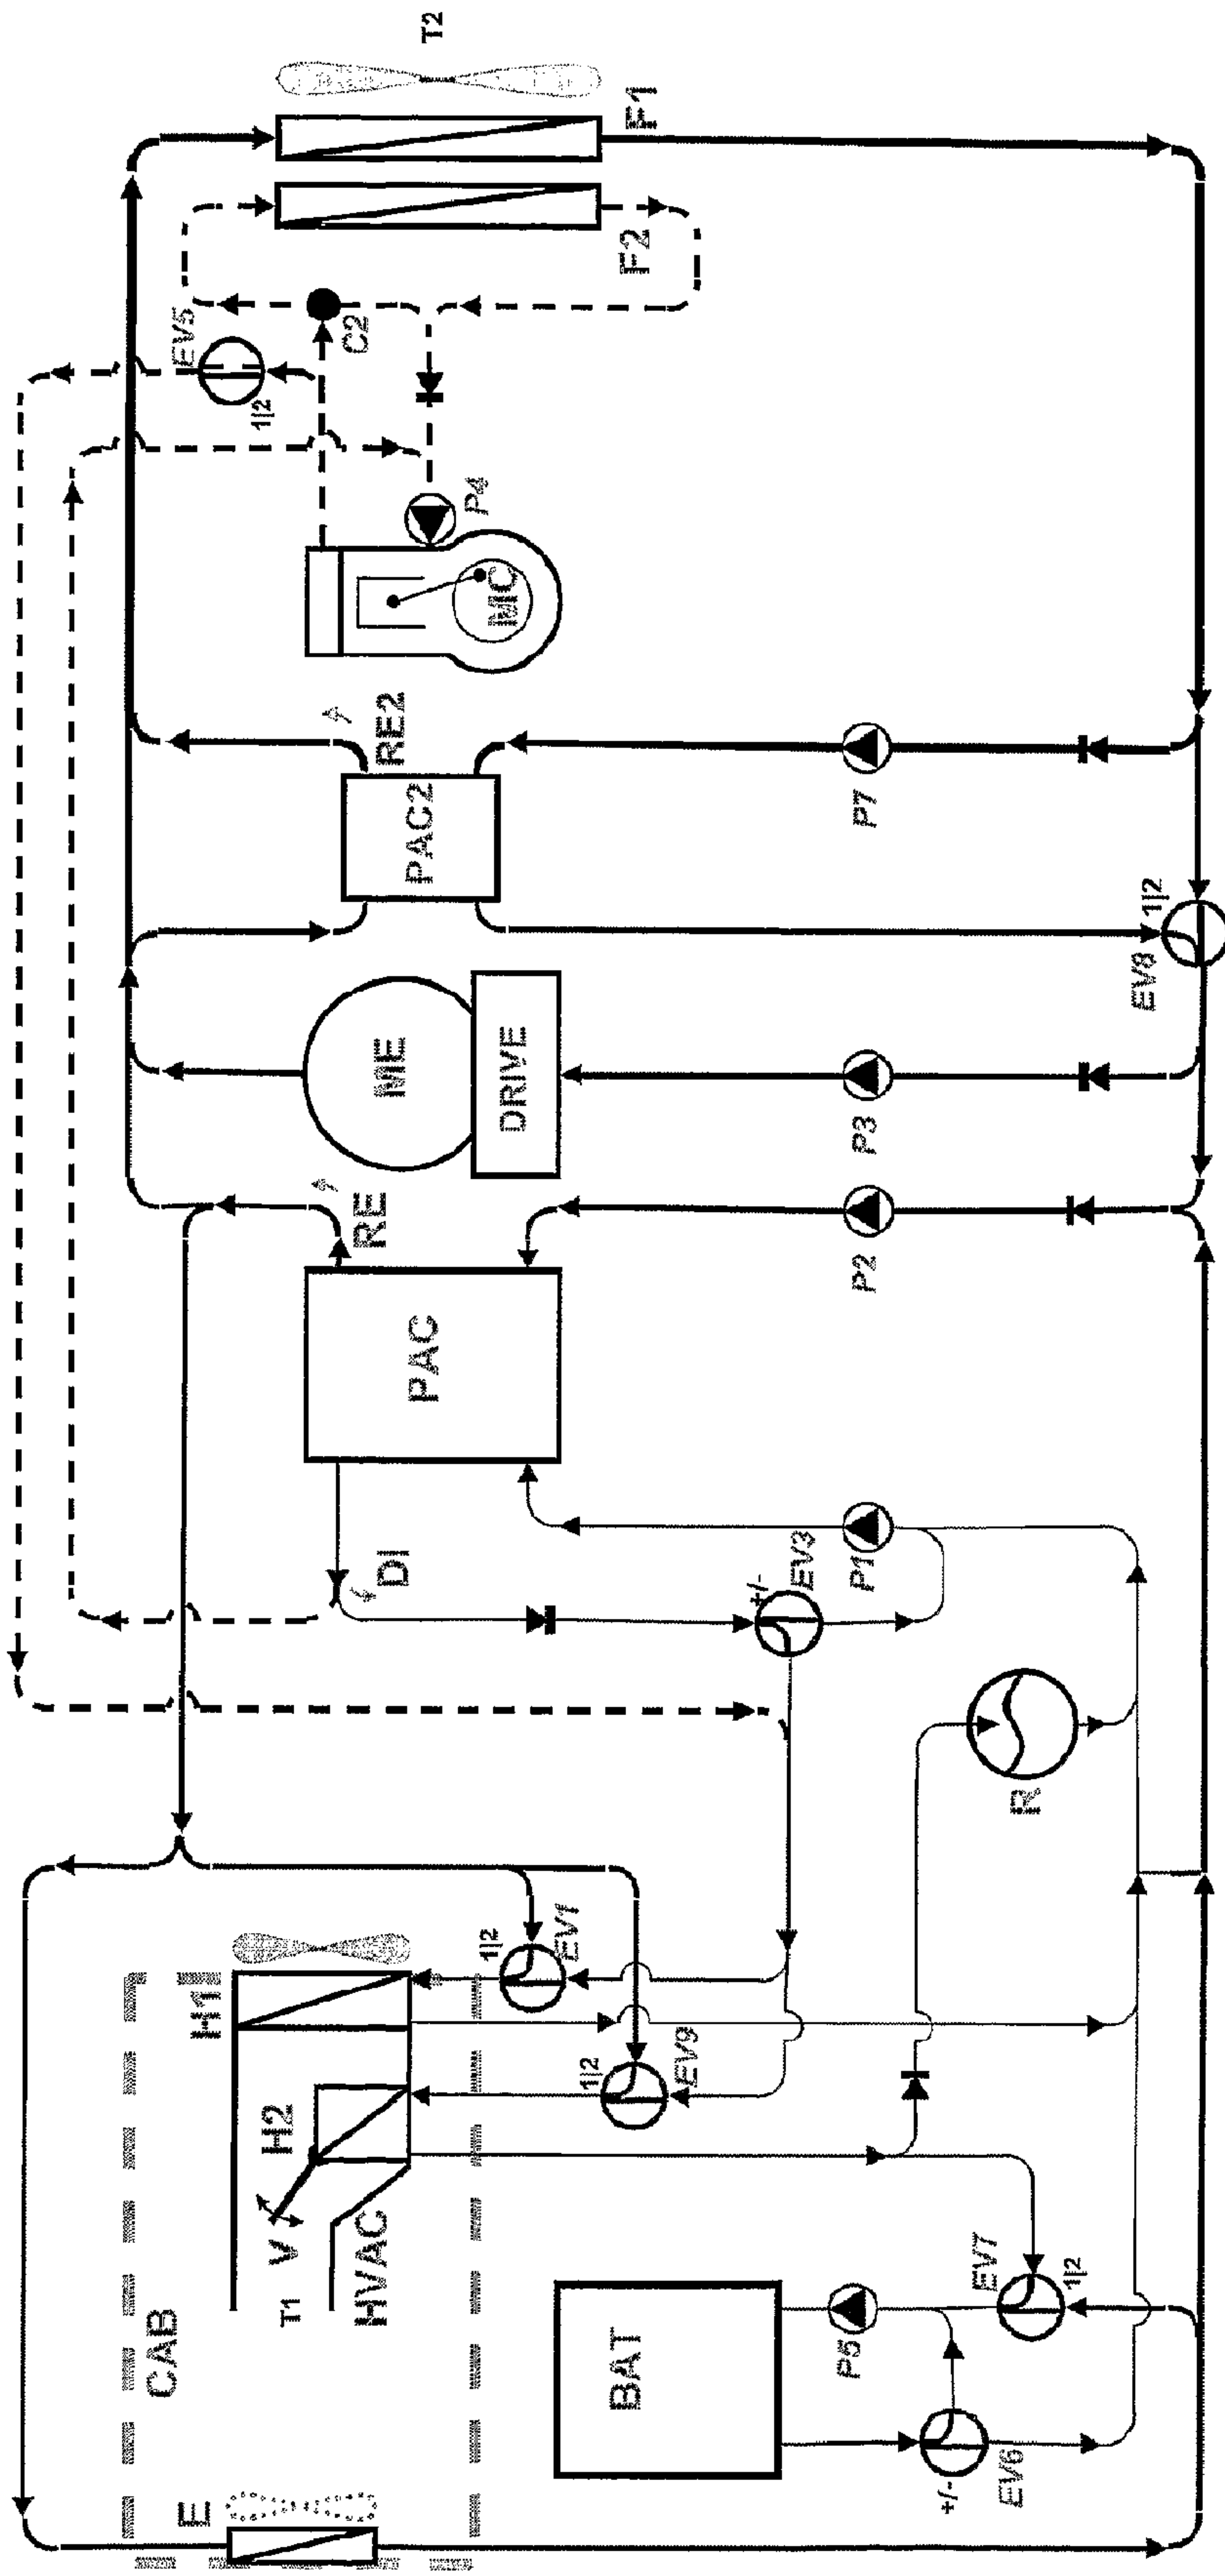 T2
F1
F2
EV5
1|2
C2
P4
MC
RE2
PAC2
P7
1|2
EV8
ME
DRIVE
P3
RE
PAC
P2
DI
+/-
EV3
P1
R
H1
1|2
EV1
H2
1|2
EV9
V
T1
HVAC
CAB
EV7
1|2
BAT
P5
+/-
EV6
E